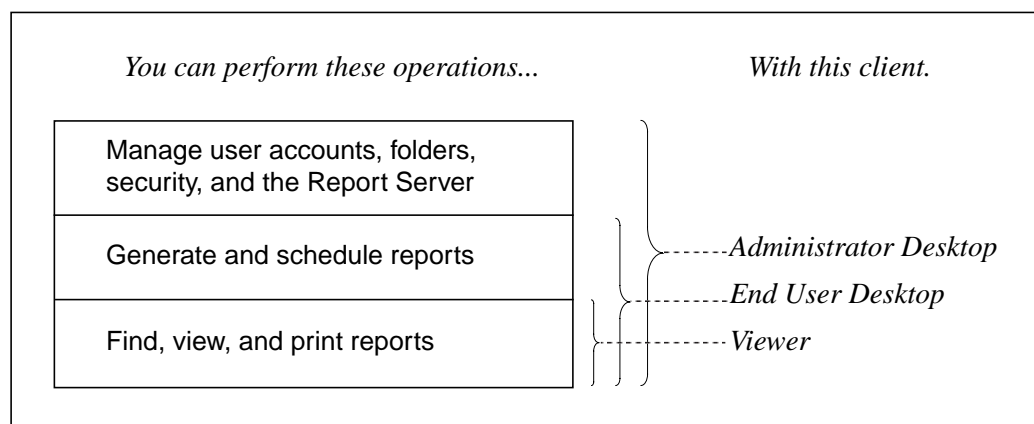 You can perform these operations...
With this client.
Manage user accounts, folders,
security, and the Report Server
Generate and schedule reports
Find, view, and print reports
Administrator Desktop
End User Desktop
Viewer